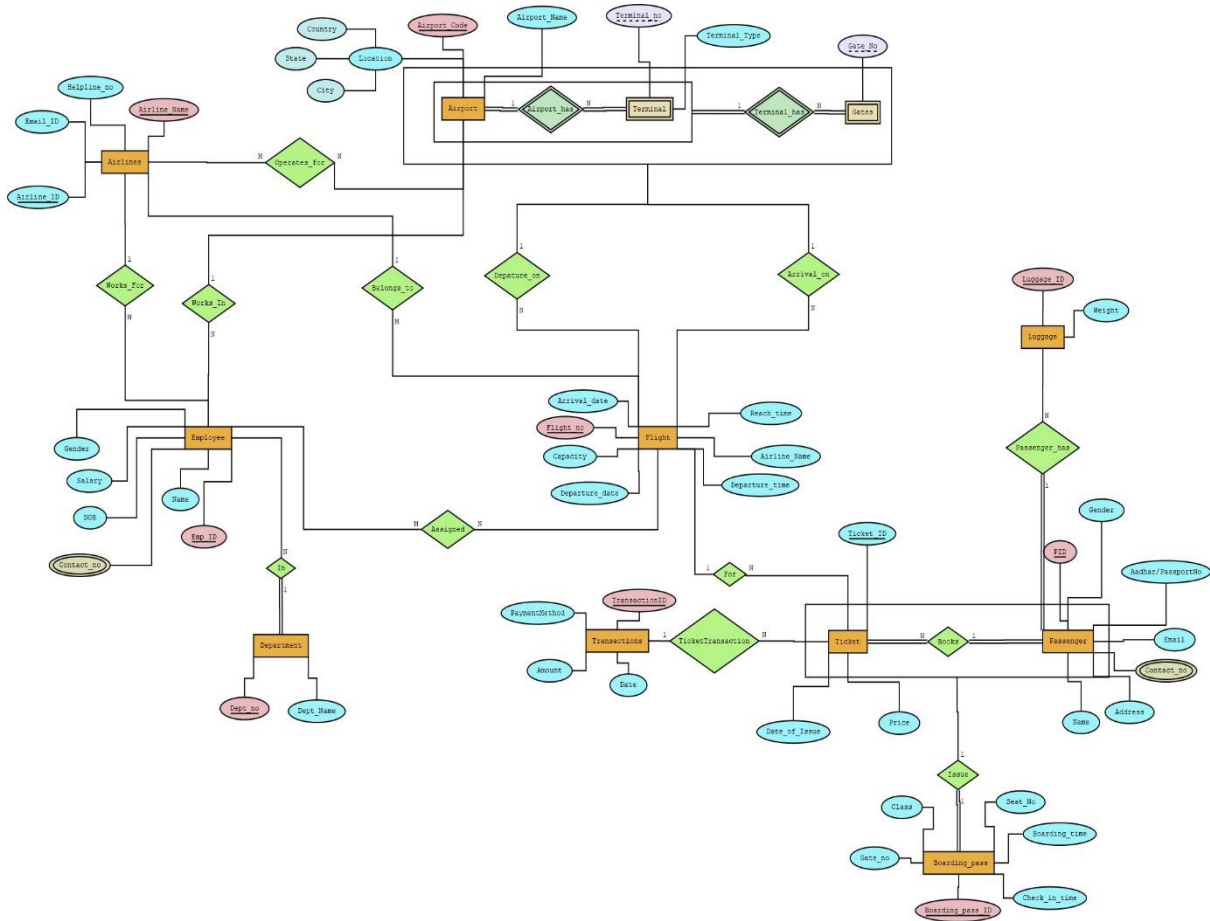 Country
State
Location
City
Airport_Code
Airport_Name
Terminal_no
Terminal_Type
Gate_No
Helpline_no
Airline_Name
Email_ID
Airlines
Airline_ID
M
Operates_for
N
Airport
1
Airport_has
N
Terminal
1
Terminal_has
N
Gates
1
Works_For
N
1
Works_In
N
1
Belongs_to
M
1
Depature_on
N
1
Arrival_on
N
Luggage_ID
Luggage
Weight
N
Passenger_has
1
Gender
Salary
DOB
Contact_no
Employee
Name
Emp_ID
N
In
1
Department
Dept_no
Dept_Name
M
Assigned
N
Arrival_date
Flight_no
Capacity
Departure_date
Flight
Reach_time
Airline_Name
Departure_time
1
For
N
PaymentMethod
TransactionID
Transactions
Amount
Date
1
TicketTransaction
N
Ticket_ID
Ticket
Date_of_Issue
Price
N
Books
1
Passenger
PID
Gender
Aadhar/PassportNo
Email
Contact_no
Address
Name
1
Issue
1
Class
Seat_No
Gate_no
Boarding_pass
Boarding_time
Check_in_time
Boarding_pass_ID